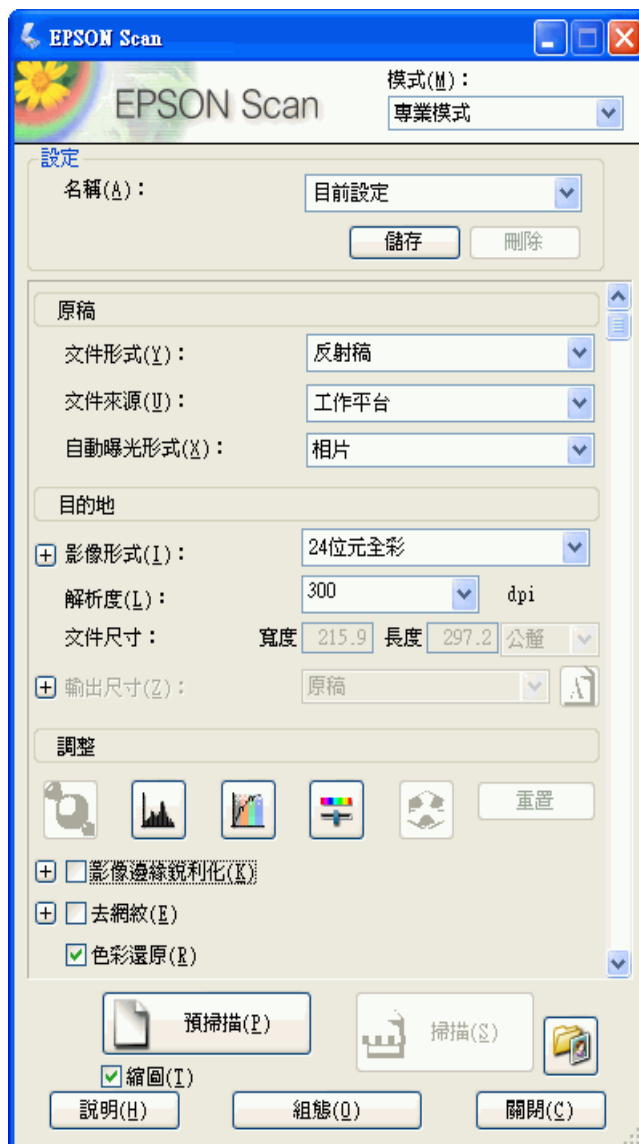 EPSON Scan
EPSON Scan
模式(M)：
專業模式
設定
名稱(A)：
目前設定
儲存
刪除
原稿
文件形式(Y)：
反射稿
文件來源(U)：
工作平台
自動曝光形式(X)：
相片
目的地
影像形式(I)：
24位元全彩
解析度(L)：
300
dpi
文件尺寸：
寬度 215.9 長度 297.2 公釐
輸出尺寸(Z)：
原稿
調整
重置
影像邊緣銳利化(K)
去網紋(E)
色彩還原(R)
預掃描(P)
掃描(S)
縮圖(T)
說明(H)
組態(O)
關閉(C)